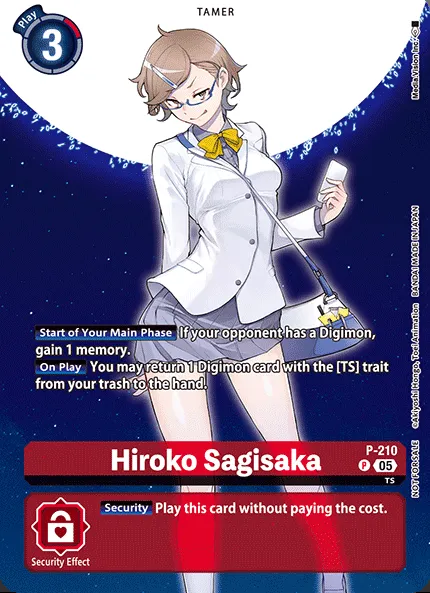 TAMER
Play
3
Start of Your Main Phase If your opponent has a Digimon,
gain 1 memory.
On Play You may return 1 Digimon card with the [TS] trait
from your trash to the hand.
Hiroko Sagisaka
P-210
P 05
TS
Security Play this card without paying the cost.
Security Effect
Media.Vision Inc.
©Akiyoshi Hongo, Toei Animation BANDAI MADE IN JAPAN
NOT FOR SALE